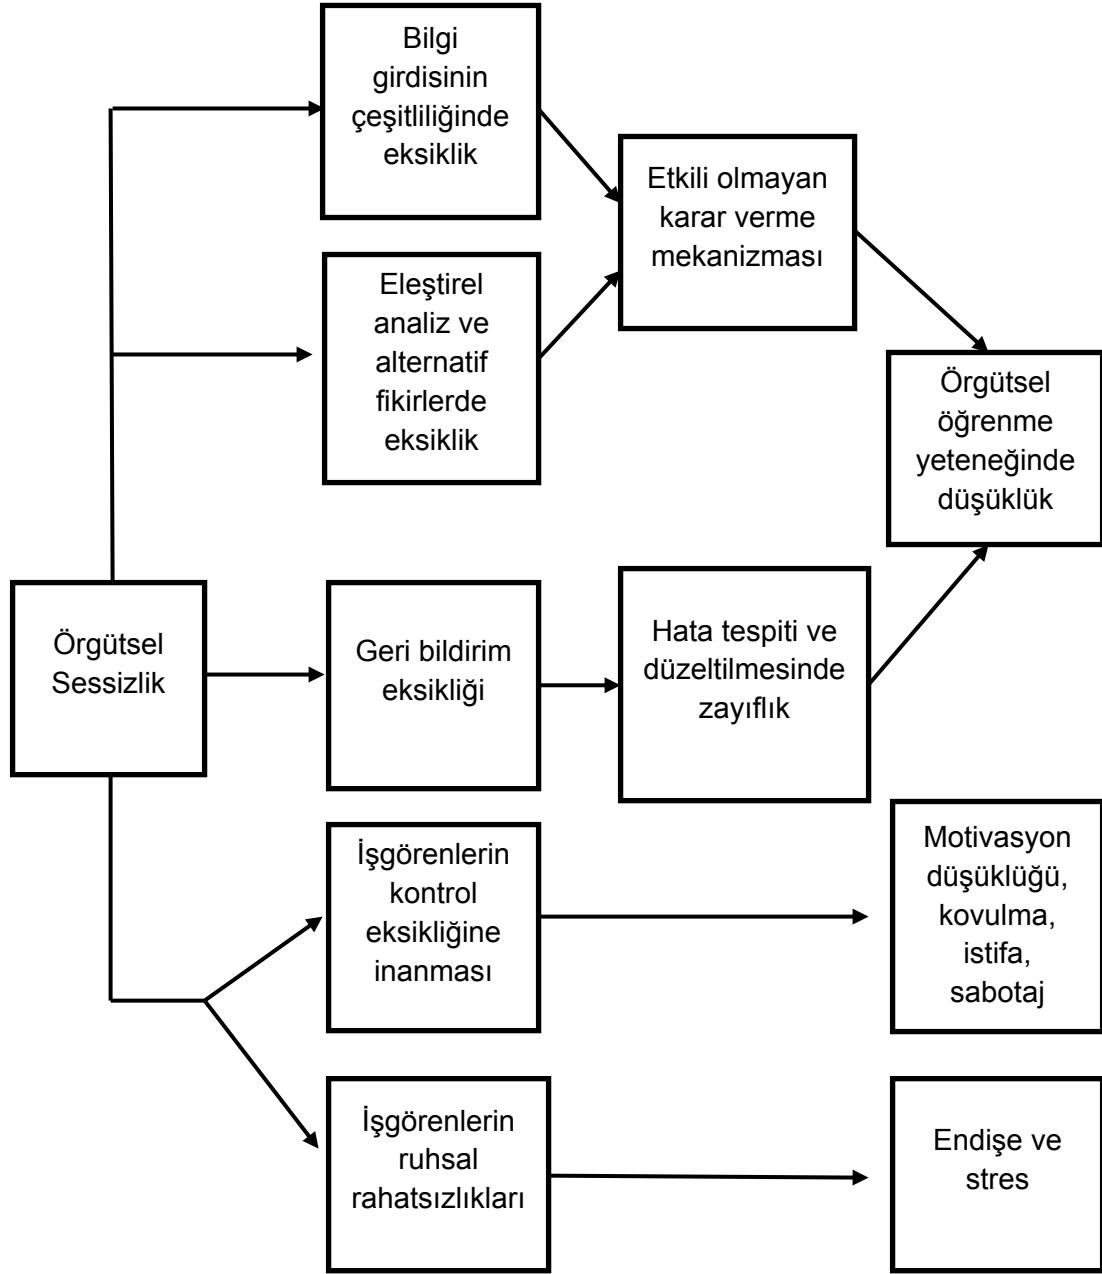 Bilgi
girdisinin
çeşitliliğinde
eksiklik
Etkili olmayan
karar verme
mekanizması
Eleştirel
analiz ve
alternatif
fikirlerde
eksiklik
Örgütsel
öğrenme
yeteneğinde
düşüklük
Örgütsel
Sessizlik
Geri bildirim
eksikliği
Hata tespiti ve
düzeltilmesinde
zayıflık
İşgörenlerin
kontrol
eksikliğine
inanması
Motivasyon
düşüklüğü,
kovulma,
istifa,
sabotaj
İşgörenlerin
ruhsal
rahatsızlıkları
Endişe ve
stres